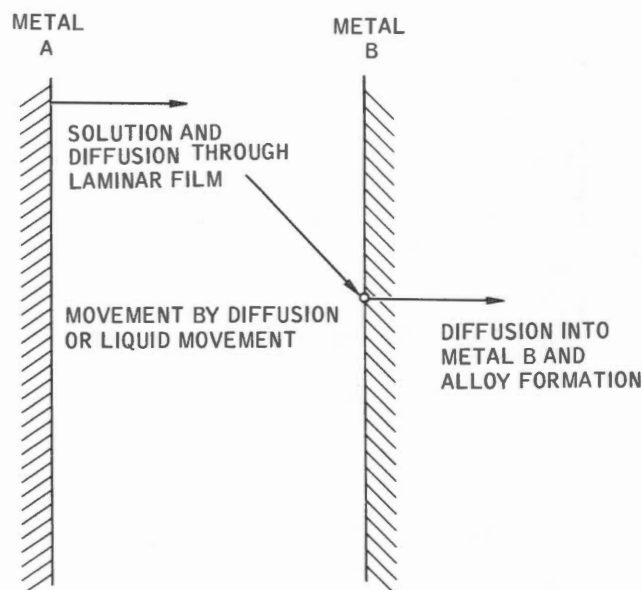 METAL
A
METAL
B
SOLUTION AND
DIFFUSION THROUGH
LAMINAR FILM
MOVEMENT BY DIFFUSION
OR LIQUID MOVEMENT
DIFFUSION INTO
METAL B AND
ALLOY FORMATION